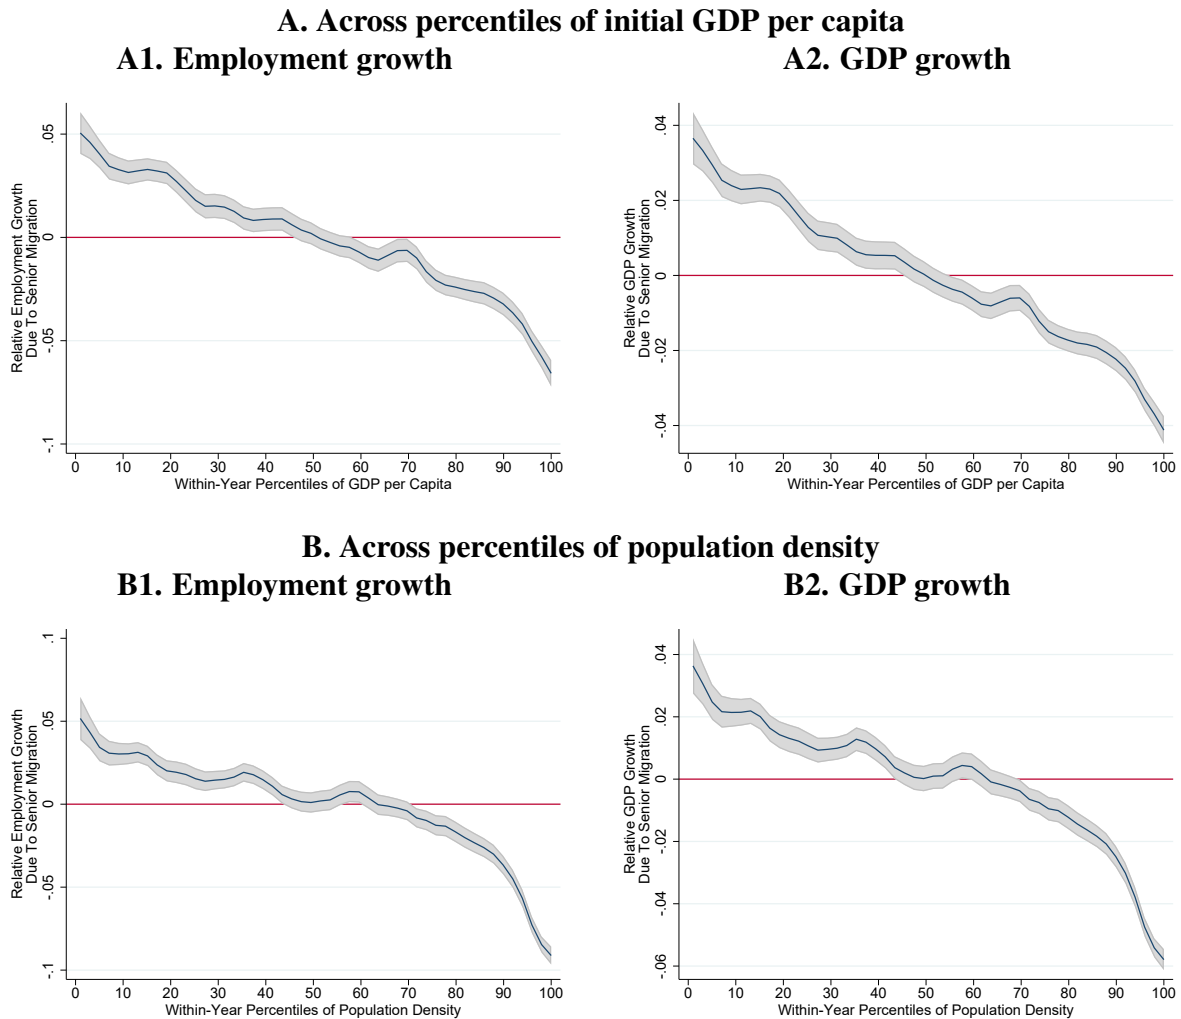 A. Across percentiles of initial GDP per capita
A1. Employment growth
A2. GDP growth
Relative Employment Growth
Due To Senior Migration
.05
0
-.05
-.1
0 10 20 30 40 50 60 70 80 90 100
Within-Year Percentiles of GDP per Capita
Relative GDP Growth
Due To Senior Migration
.04
.02
0
-.02
-.04
0 10 20 30 40 50 60 70 80 90 100
Within-Year Percentiles of GDP per Capita
B. Across percentiles of population density
B1. Employment growth
B2. GDP growth
Relative Employment Growth
Due To Senior Migration
.1
.05
0
-.05
-.1
0 10 20 30 40 50 60 70 80 90 100
Within-Year Percentiles of Population Density
Relative GDP Growth
Due To Senior Migration
.04
.02
0
-.02
-.04
-.06
0 10 20 30 40 50 60 70 80 90 100
Within-Year Percentiles of Population Density